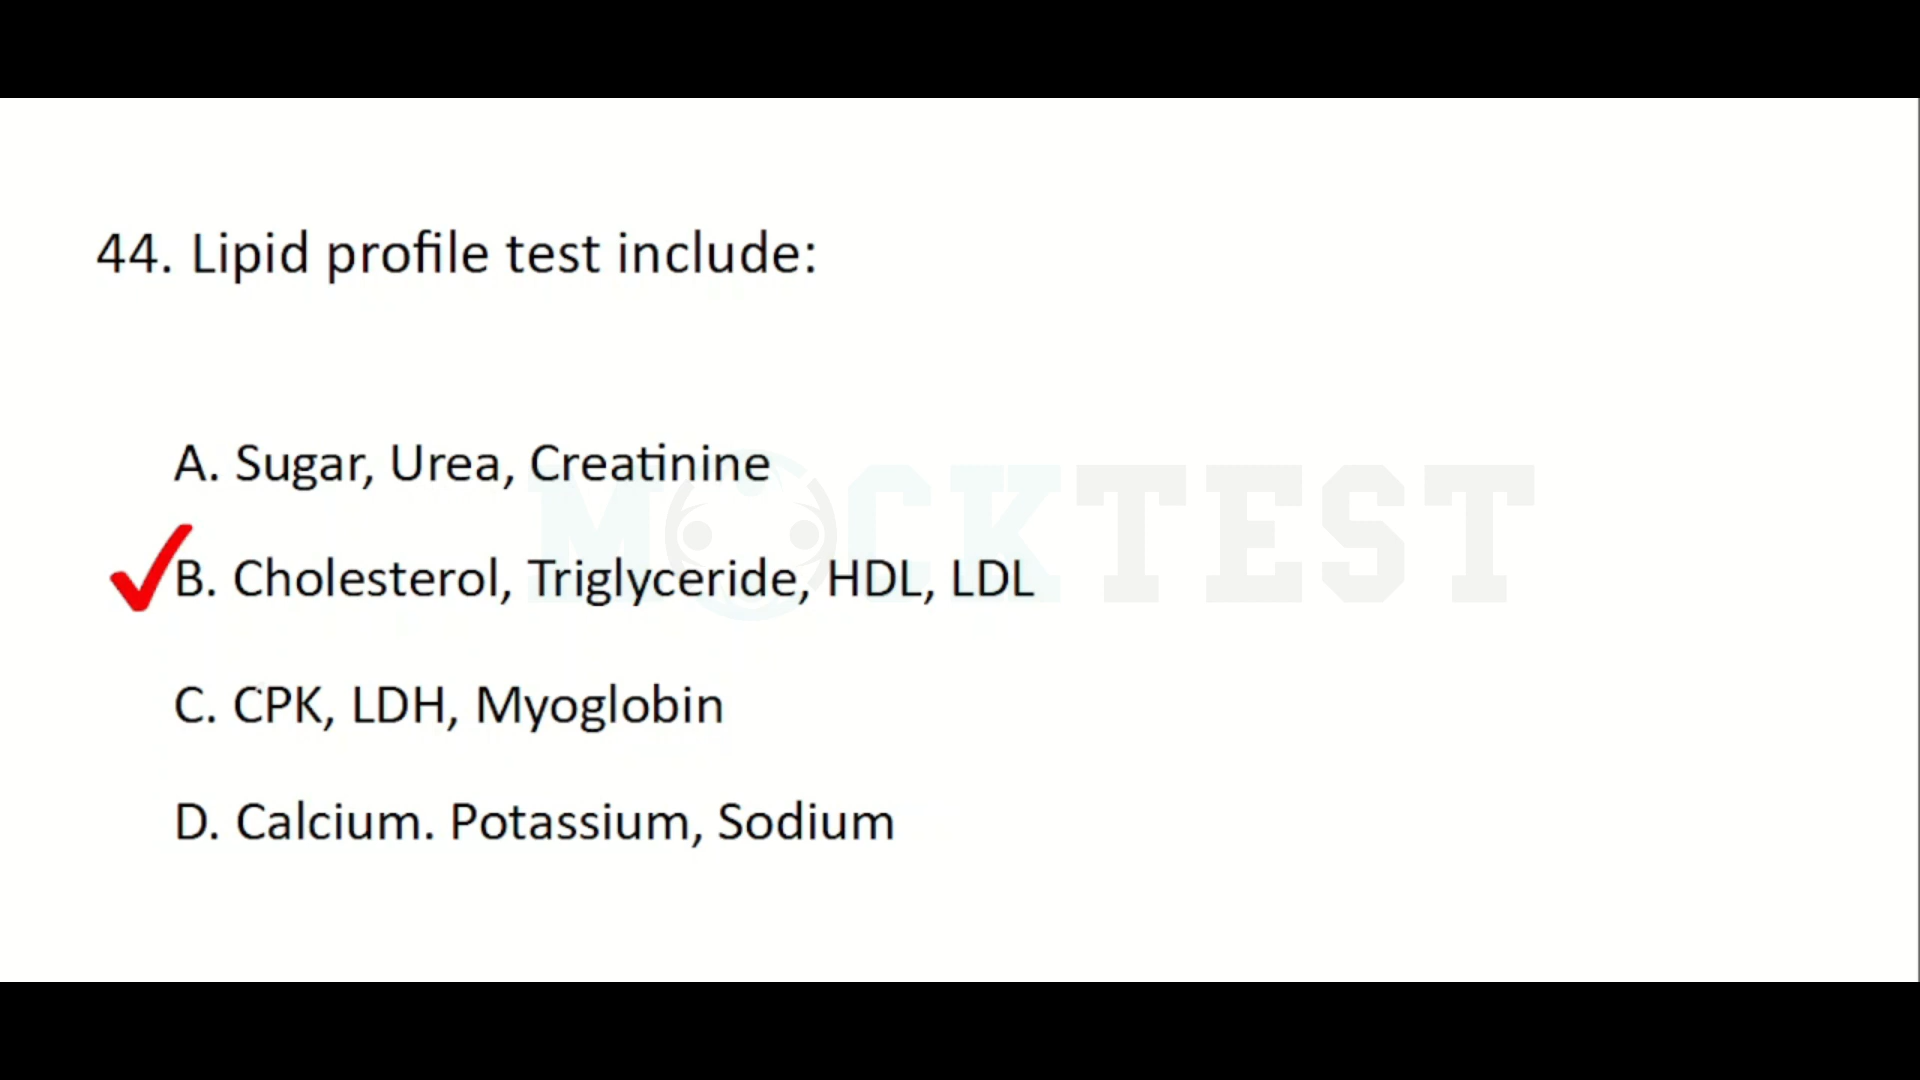 44. Lipid profile test include:
A. Sugar, Urea, Creatinine
MOCKTEST
B. Cholesterol, Triglyceride, HDL, LDL
C. CPK, LDH, Myoglobin
D. Calcium. Potassium, Sodium